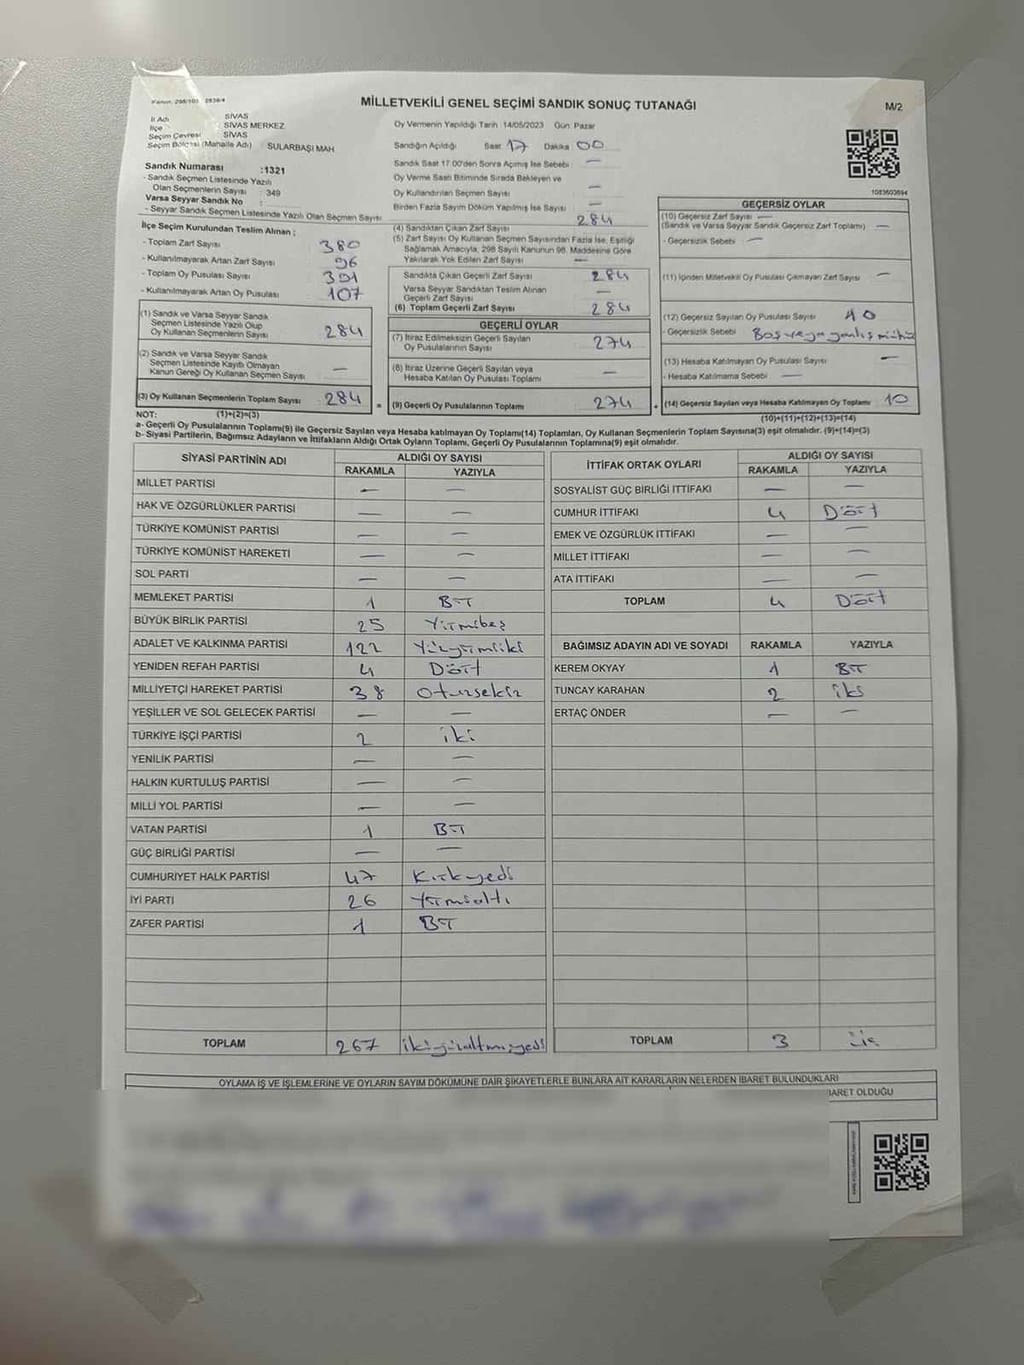 Kanun: 298/105 2839/4
MİLLETVEKİLİ GENEL SEÇİMİ SANDIK SONUÇ TUTANAĞI
M/2
İl Adı SİVAS
İlçe : SİVAS MERKEZ
Seçim Çevresi : SİVAS
Seçim Bölgesi (Mahalle Adı) SULARBAŞI MAH
Oy Vermenin Yapıldığı Tarih 14/05/2023 Gün: Pazar
Sandığın Açıldığı Saat 17 Dakika 00
Sandık Saat 17.00'den Sonra Açılmış İse Sebebi —
Oy Verme Saati Bitiminde Sırada Bekleyen ve
Oy Kullandırılan Seçmen Sayısı —
Birden Fazla Sayım Döküm Yapılmış İse Sayısı —
Sandık Numarası :1321
- Sandık Seçmen Listesinde Yazılı
Olan Seçmenlerin Sayısı : 349
Varsa Seyyar Sandık No :
- Seyyar Sandık Seçmen Listesinde Yazılı Olan Seçmen Sayısı
İlçe Seçim Kurulundan Teslim Alınan :
- Toplam Zarf Sayısı 380
- Kullanılmayarak Artan Zarf Sayısı 96
- Toplam Oy Pusulası Sayısı 391
- Kullanılmayarak Artan Oy Pusulası 107
(1) Sandık ve Varsa Seyyar Sandık
Seçmen Listesinde Yazılı Olup
Oy Kullanan Seçmenlerin Sayısı 284
(2) Sandık ve Varsa Seyyar Sandık
Seçmen Listesinde Kayıtlı Olmayan
Kanun Gereği Oy Kullanan Seçmen Sayısı —
(3) Oy Kullanan Seçmenlerin Toplam Sayısı 284 =
(4) Sandıktan Çıkan Zarf Sayısı 284
(5) Zarf Sayısı Oy Kullanan Seçmen Sayısından Fazla İse, Eşitliği
Sağlamak Amacıyla, 298 Sayılı Kanunun 98. Maddesine Göre
Yakılarak Yok Edilen Zarf Sayısı —
Sandıkta Çıkan Geçerli Zarf Sayısı 284
Varsa Seyyar Sandıktan Teslim Alınan
Geçerli Zarf Sayısı —
(6) Toplam Geçerli Zarf Sayısı 284
GEÇERLİ OYLAR
(7) İtiraz Edilmeksizin Geçerli Sayılan
Oy Pusulalarının Sayısı 274
(8) İtiraz Üzerine Geçerli Sayılan veya
Hesaba Katılan Oy Pusulası Toplamı —
(9) Geçerli Oy Pusulalarının Toplamı 274
1083603694
GEÇERSİZ OYLAR
(10) Geçersiz Zarf Sayısı —
(Sandık ve Varsa Seyyar Sandık Geçersiz Zarf Toplamı) —
- Geçersizlik Sebebi —
(11) İçinden Milletvekili Oy Pusulası Çıkmayan Zarf Sayısı —
(12) Geçersiz Sayılan Oy Pusulası Sayısı 10
- Geçersizlik Sebebi Boş veya yanlış mühür
(13) Hesaba Katılmayan Oy Pusulası Sayısı —
- Hesaba Katılmama Sebebi —
(14) Geçersiz Sayılan veya Hesaba Katılmayan Oy Toplamı 10
NOT: (1)+(2)=(3) (10)+(11)+(12)+(13)=(14)
a- Geçerli Oy Pusulalarının Toplamı(9) ile Geçersiz Sayılan veya Hesaba Katılmayan Oy Toplamı(14) Toplamları, Oy Kullanan Seçmenlerin Toplam Sayısına(3) eşit olmalıdır. (9)+(14)=(3)
b- Siyasi Partilerin, Bağımsız Adayların ve İttifakların Aldığı Ortak Oyların Toplamı, Geçerli Oy Pusulalarının Toplamına(9) eşit olmalıdır.
SİYASİ PARTİNİN ADI ALDIĞI OY SAYISI
RAKAMLA YAZIYLA
MİLLET PARTİSİ — —
HAK VE ÖZGÜRLÜKLER PARTİSİ — —
TÜRKİYE KOMÜNİST PARTİSİ — —
TÜRKİYE KOMÜNİST HAREKETİ — —
SOL PARTİ — —
MEMLEKET PARTİSİ 1 Bir
BÜYÜK BİRLİK PARTİSİ 25 Yirmibeş
ADALET VE KALKINMA PARTİSİ 122 Yüzyirmiiki
YENİDEN REFAH PARTİSİ 4 Dört
MİLLİYETÇİ HAREKET PARTİSİ 38 Otuzsekiz
YEŞİLLER VE SOL GELECEK PARTİSİ — —
TÜRKİYE İŞÇİ PARTİSİ 2 iki
YENİLİK PARTİSİ — —
HALKIN KURTULUŞ PARTİSİ — —
MİLLİ YOL PARTİSİ — —
VATAN PARTİSİ 1 Bir
GÜÇ BİRLİĞİ PARTİSİ — —
CUMHURİYET HALK PARTİSİ 47 Kırkyedi
İYİ PARTİ 26 Yirmialtı
ZAFER PARTİSİ 1 Bir
TOPLAM 267 ikiyüzaltmışyedi
İTTİFAK ORTAK OYLARI ALDIĞI OY SAYISI
RAKAMLA YAZIYLA
SOSYALİST GÜÇ BİRLİĞİ İTTİFAKI — —
CUMHUR İTTİFAKI 4 Dört
EMEK VE ÖZGÜRLÜK İTTİFAKI — —
MİLLET İTTİFAKI — —
ATA İTTİFAKI — —
TOPLAM 4 Dört
BAĞIMSIZ ADAYIN ADI VE SOYADI RAKAMLA YAZIYLA
KEREM OKYAY 1 Bir
TUNCAY KARAHAN 2 iki
ERTAÇ ÖNDER — —
TOPLAM 3 üç
OYLAMA İŞ VE İŞLEMLERİNE VE OYLARIN SAYIM DÖKÜMÜNE DAİR ŞİKAYETLERLE BUNLARA AİT KARARLARIN NELERDEN İBARET BULUNDUKLARI
İBARET OLDUĞU